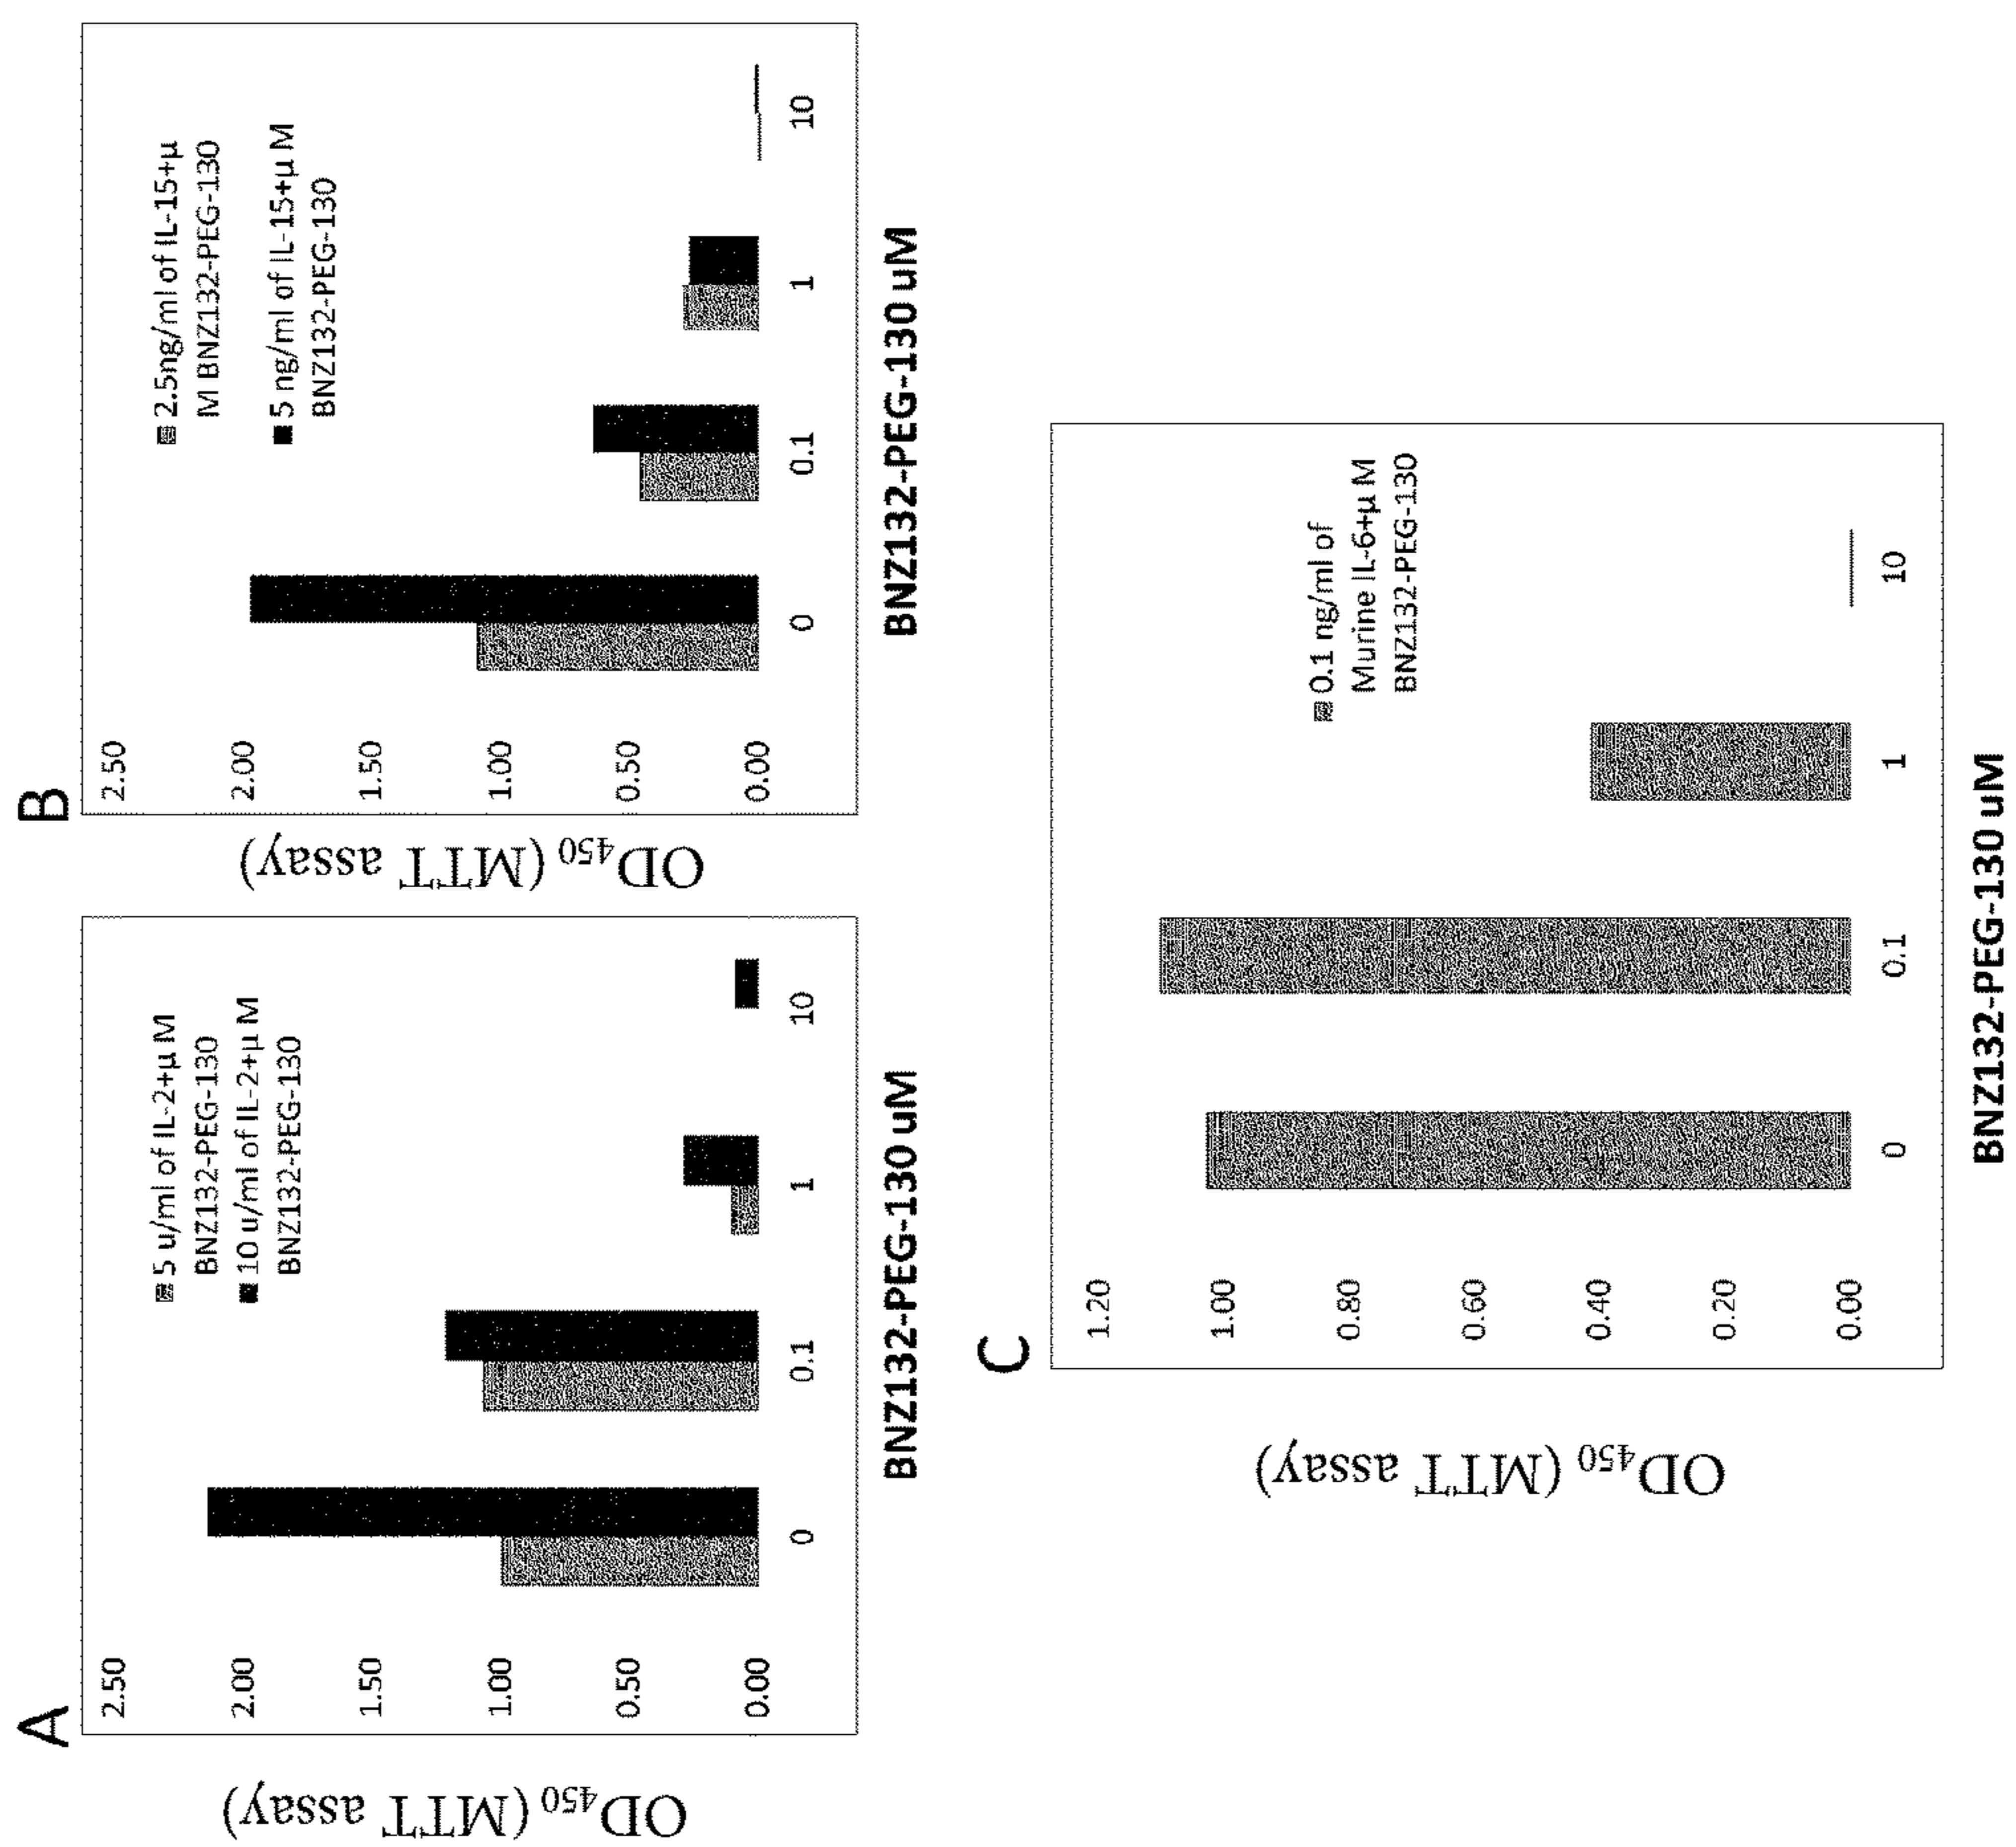 A
OD450 (MTT assay)
2.50
2.00
1.50
1.00
0.50
0.00
5 u/ml of IL-2+µ M
BNZ132-PEG-130
10 u/ml of IL-2+µ M
BNZ132-PEG-130
0
0.1
1
10
BNZ132-PEG-130 uM
B
OD450 (MTT assay)
2.50
2.00
1.50
1.00
0.50
0.00
2.5ng/ml of IL-15+µ
M BNZ132-PEG-130
5 ng/ml of IL-15+µ M
BNZ132-PEG-130
0
0.1
1
10
BNZ132-PEG-130 uM
C
OD450 (MTT assay)
1.20
1.00
0.80
0.60
0.40
0.20
0.00
0.1 ng/ml of
Murine IL-6+µ M
BNZ132-PEG-130
0
0.1
1
10
BNZ132-PEG-130 uM